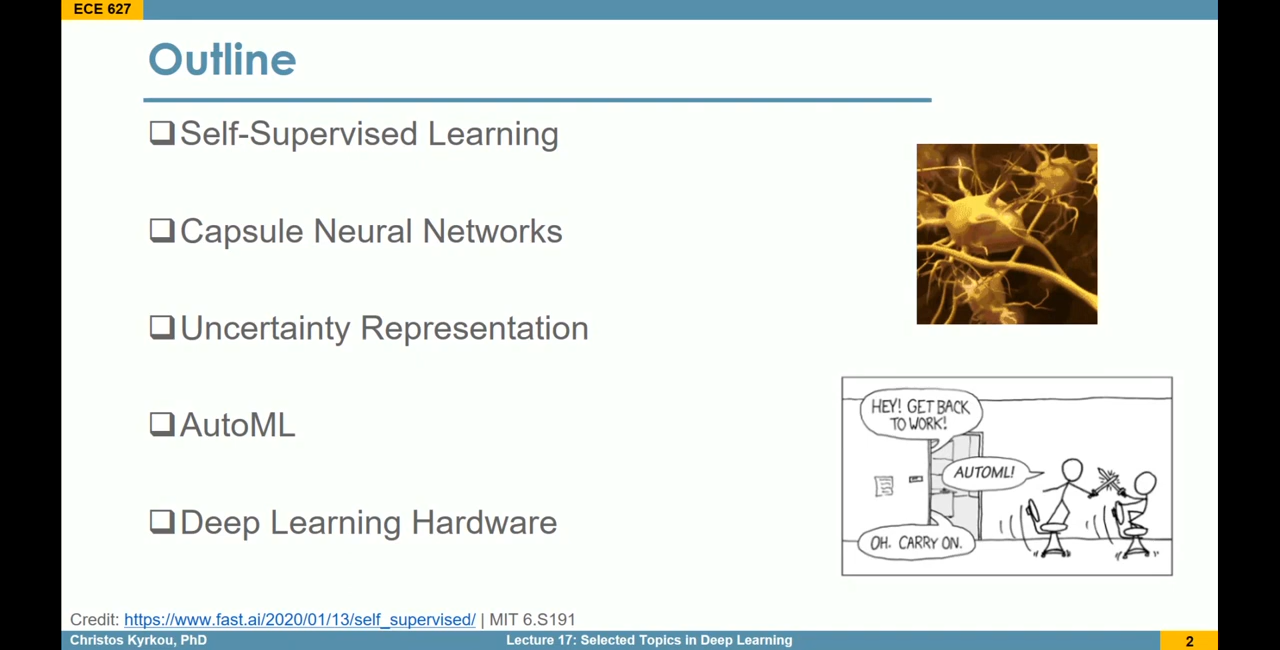 ECE 627
Outline
Self-Supervised Learning
Capsule Neural Networks
Uncertainty Representation
AutoML
Deep Learning Hardware
HEY! GET BACK
TO WORK!
AUTOML!
OH. CARRY ON.
Credit: https://www.fast.ai/2020/01/13/self_supervised/ | MIT 6.S191
Christos Kyrkou, PhD
Lecture 17: Selected Topics in Deep Learning
2